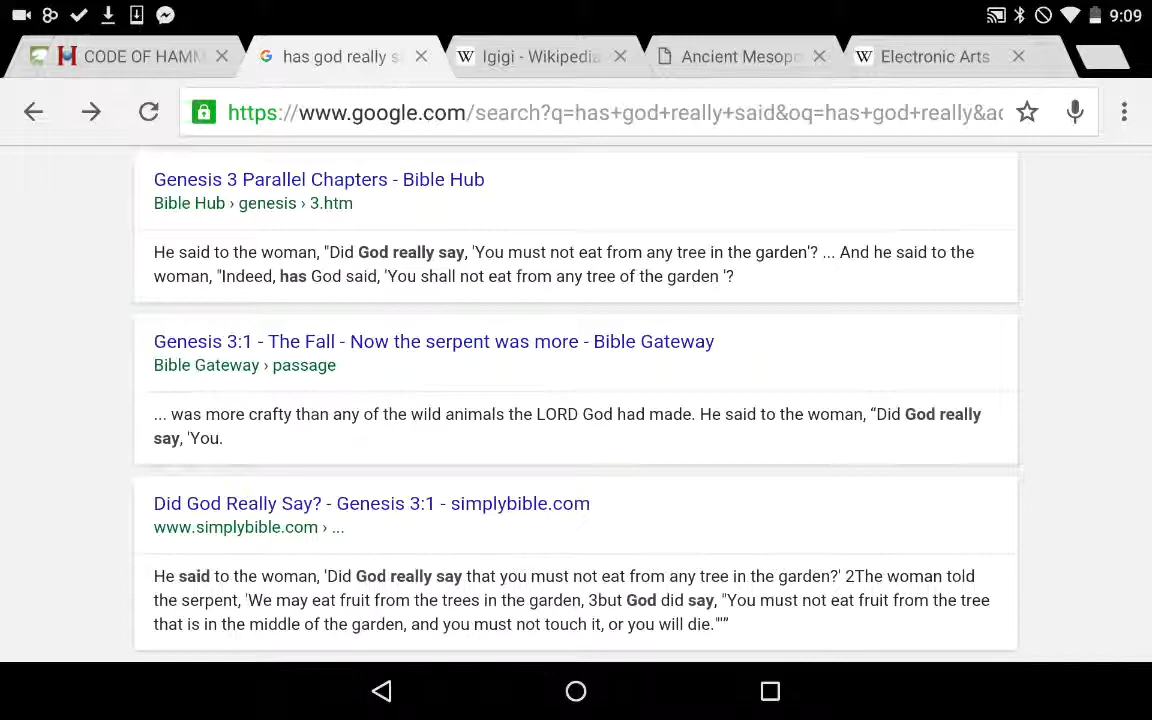 9:09
CODE OF HAMM
has god really s
Igigi - Wikipedia
Ancient Mesop
Electronic Arts
https://www.google.com/search?q=has+god+really+said&oq=has+god+really&ac
Genesis 3 Parallel Chapters - Bible Hub
Bible Hub › genesis › 3.htm
He said to the woman, "Did God really say, 'You must not eat from any tree in the garden'? ... And he said to the
woman, "Indeed, has God said, 'You shall not eat from any tree of the garden '?
Genesis 3:1 - The Fall - Now the serpent was more - Bible Gateway
Bible Gateway › passage
... was more crafty than any of the wild animals the LORD God had made. He said to the woman, “Did God really
say, 'You.
Did God Really Say? - Genesis 3:1 - simplybible.com
www.simplybible.com › ...
He said to the woman, 'Did God really say that you must not eat from any tree in the garden?' 2The woman told
the serpent, 'We may eat fruit from the trees in the garden, 3but God did say, "You must not eat fruit from the tree
that is in the middle of the garden, and you must not touch it, or you will die."'”